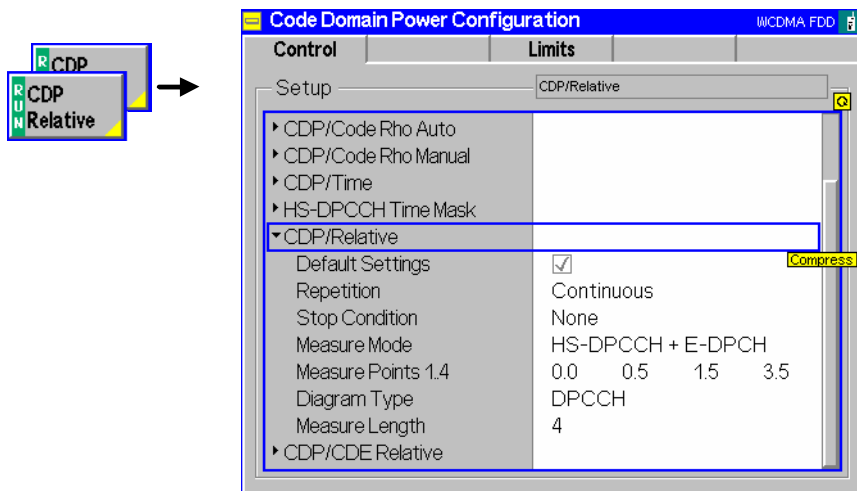 Code Domain Power Configuration WCDMA FDD
Control Limits
R CDP
RUN CDP Relative
Setup CDP/Relative
CDP/Code Rho Auto
CDP/Code Rho Manual
CDP/Time
HS-DPCCH Time Mask
CDP/Relative
Compress
Default Settings
Repetition Continuous
Stop Condition None
Measure Mode HS-DPCCH + E-DPCH
Measure Points 1..4 0.0 0.5 1.5 3.5
Diagram Type DPCCH
Measure Length 4
CDP/CDE Relative